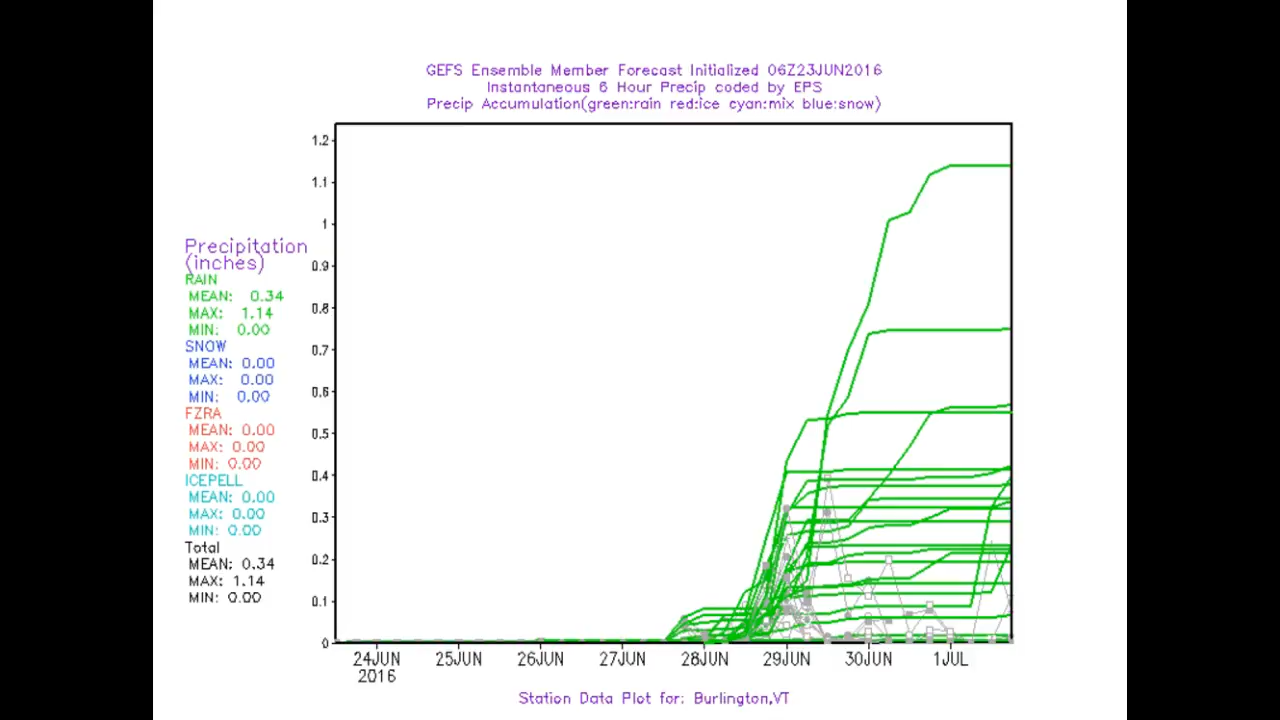 GEFS Ensemble Member Forecast Initialized 06Z23JUN2016
Instantaneous 6 Hour Precip coded by EPS
Precip Accumulation(green:rain red:ice cyan:mix blue:snow)
1.2
1.1
1
0.9
0.8
0.7
0.6
0.5
0.4
0.3
0.2
0.1
0
Precipitation
(inches)
RAIN
MEAN: 0.34
MAX: 1.14
MIN: 0.00
SNOW
MEAN: 0.00
MAX: 0.00
MIN: 0.00
FZRA
MEAN: 0.00
MAX: 0.00
MIN: 0.00
ICEPELL
MEAN: 0.00
MAX: 0.00
MIN: 0.00
Total
MEAN: 0.34
MAX: 1.14
MIN: 0.00
24JUN 25JUN 26JUN 27JUN 28JUN 29JUN 30JUN 1JUL
2016
Station Data Plot for: Burlington,VT